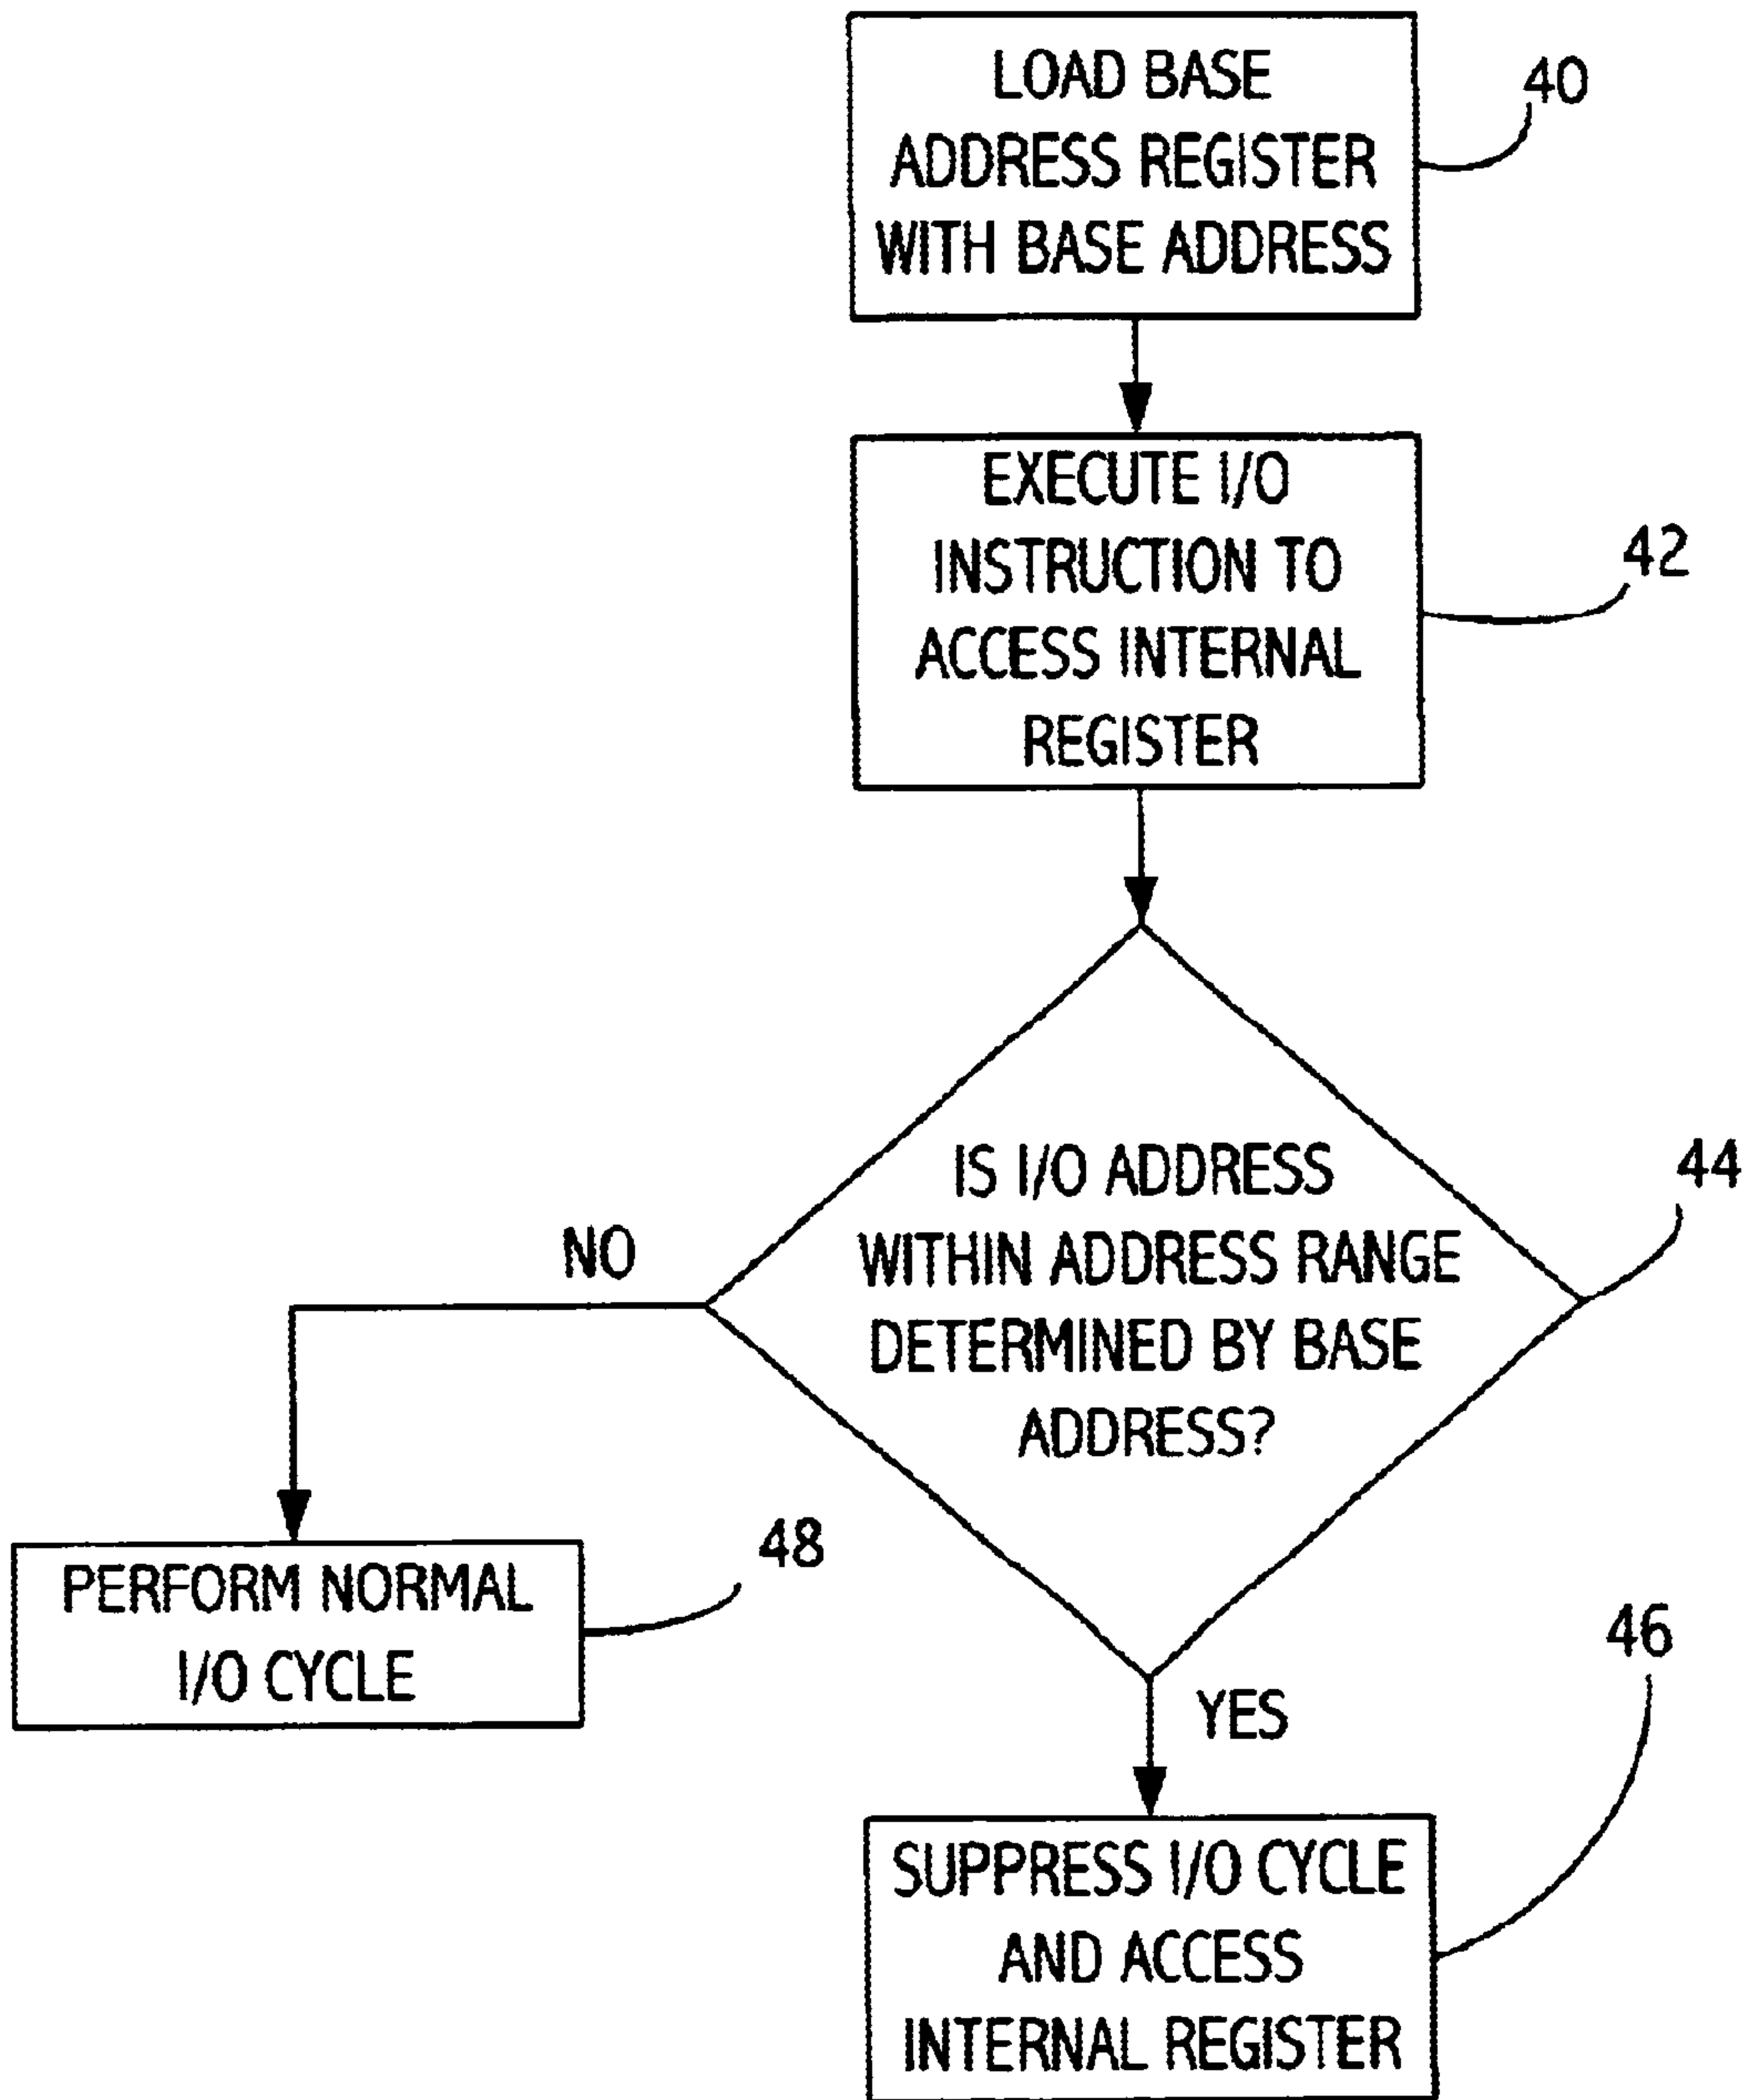 LOAD BASE
ADDRESS REGISTER
WITH BASE ADDRESS
40
EXECUTE I/O
INSTRUCTION TO
ACCESS INTERNAL
REGISTER
42
IS I/O ADDRESS
WITHIN ADDRESS RANGE
DETERMINED BY BASE
ADDRESS?
44
NO
PERFORM NORMAL
I/O CYCLE
48
YES
SUPPRESS I/O CYCLE
AND ACCESS
INTERNAL REGISTER
46